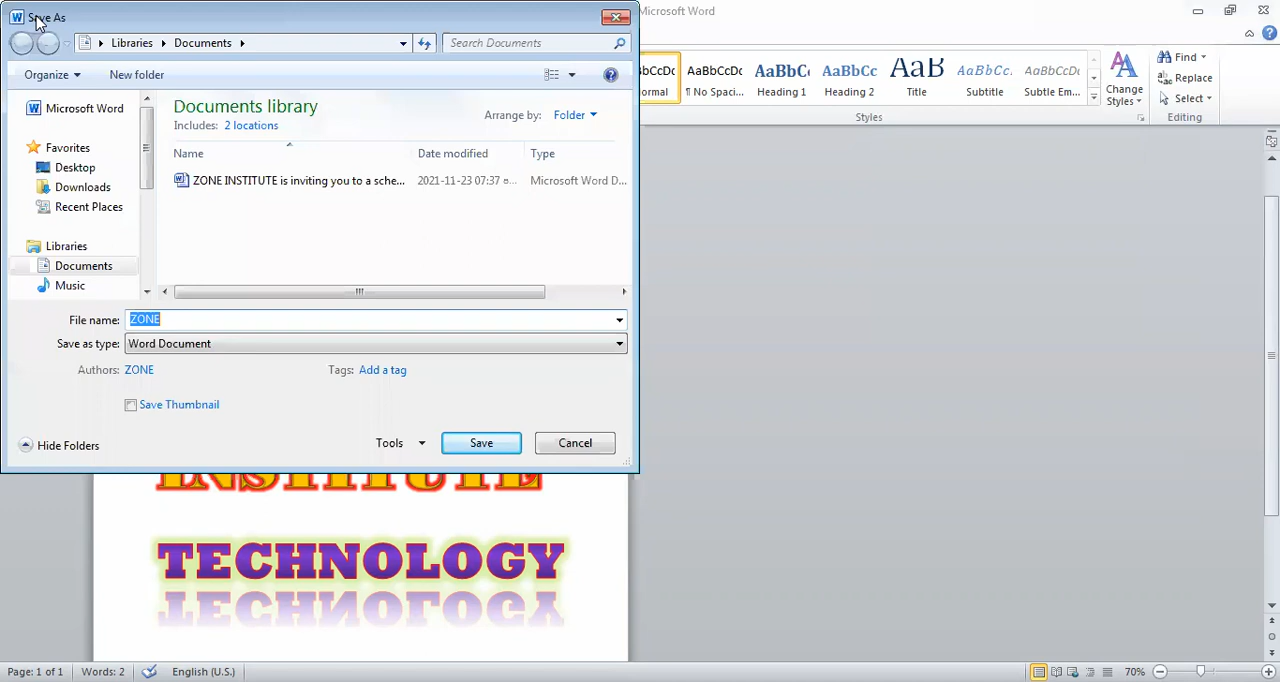 Save As
Microsoft Word
Libraries
Documents
Search Documents
Organize
New folder
Microsoft Word
Favorites
Desktop
Downloads
Recent Places
Libraries
Documents
Music
Documents library
Includes: 2 locations
Arrange by: Folder
Name
Date modified
Type
ZONE INSTITUTE is inviting you to a sche...
2021-11-23 07:37 م...
Microsoft Word D...
File name: ZONE
Save as type: Word Document
Authors: ZONE
Tags: Add a tag
Save Thumbnail
Hide Folders
Tools
Save
Cancel
AaBbCcDc AaBbCc AaBbCc AaB AaBbCc. AaBbCcDc
¶ No Spaci... Heading 1 Heading 2 Title Subtitle Subtle Em...
Change
Styles
Styles
Find
Replace
Select
Editing
INSTITUTE
TECHNOLOGY
Page: 1 of 1
Words: 2
English (U.S.)
70%